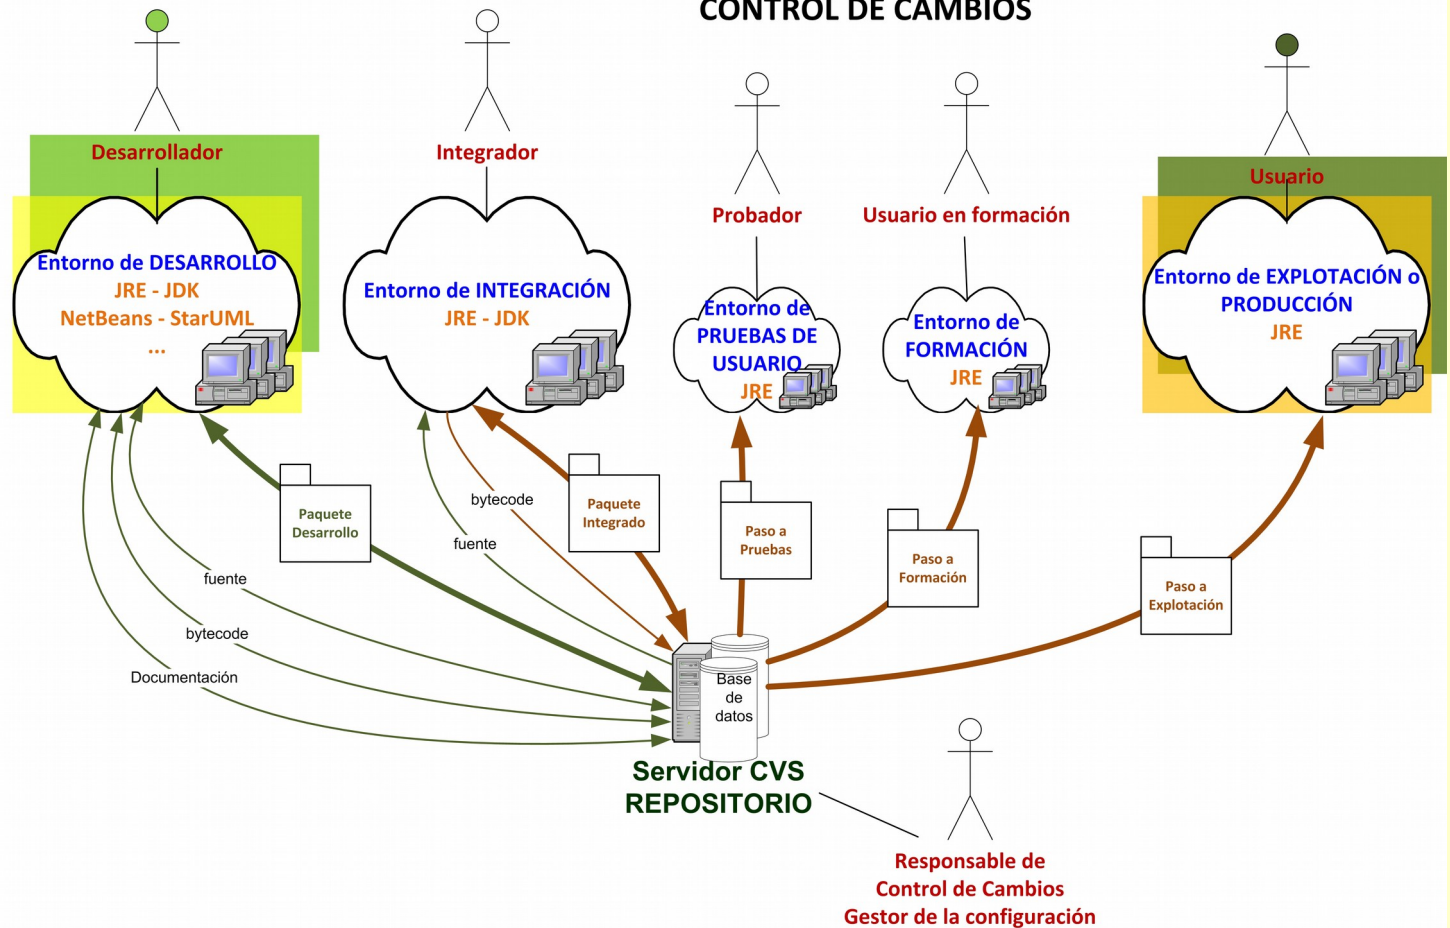 CONTROL DE CAMBIOS
Desarrollador
Integrador
Probador
Usuario en formación
Usuario
Entorno de DESARROLLO
JRE - JDK
NetBeans - StarUML
...
Entorno de INTEGRACIÓN
JRE - JDK
Entorno de
PRUEBAS DE
USUARIO
JRE
Entorno de
FORMACIÓN
JRE
Entorno de EXPLOTACIÓN o
PRODUCCIÓN
JRE
Paquete
Desarrollo
bytecode
fuente
Paquete
Integrado
Paso a
Pruebas
Paso a
Formación
Paso a
Explotación
fuente
bytecode
Documentación
Base
de
datos
Servidor CVS
REPOSITORIO
Responsable de
Control de Cambios
Gestor de la configuración